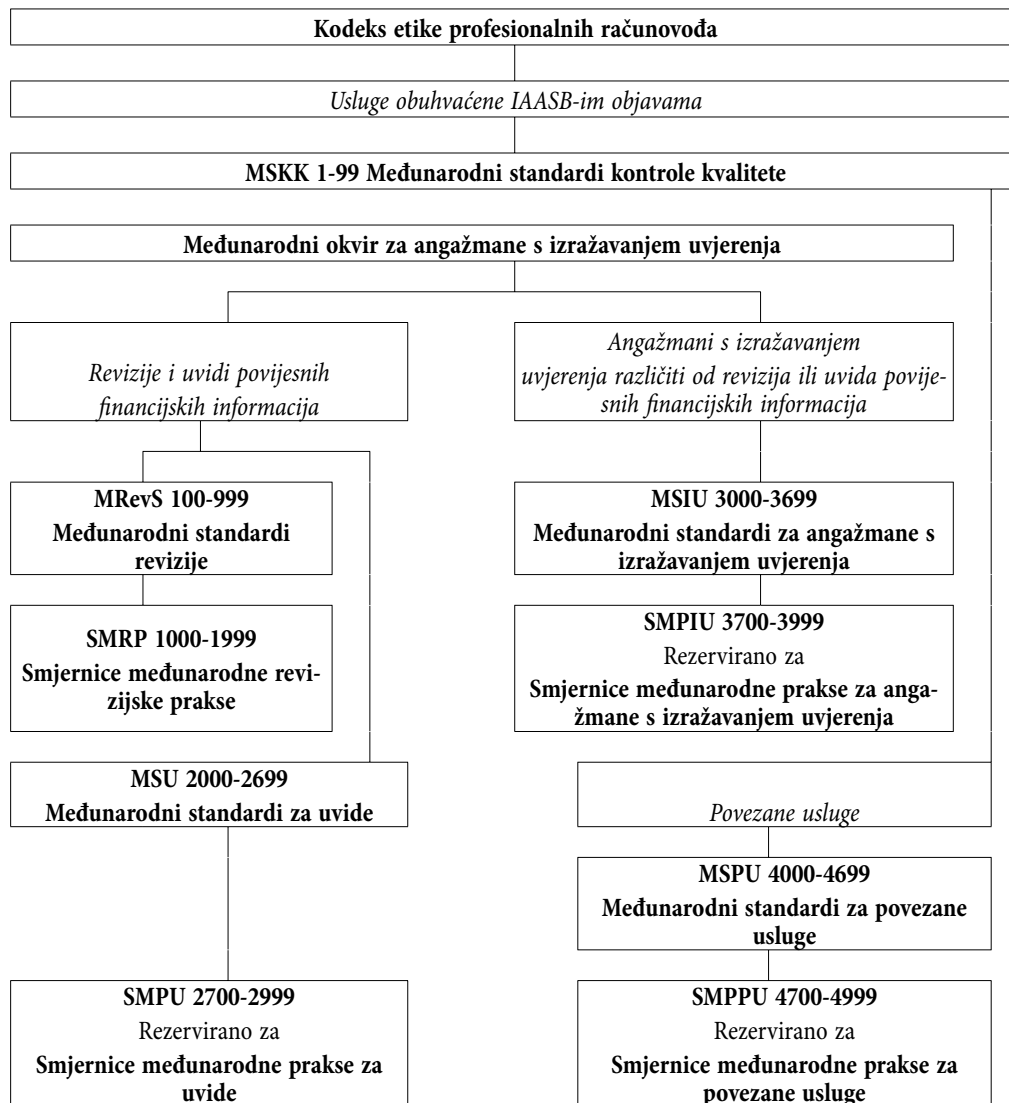 Kodeks etike profesionalnih računovođa
Usluge obuhvaćene IAASB-im objavama
MSKK 1-99 Međunarodni standardi kontrole kvalitete
Međunarodni okvir za angažmane s izražavanjem uvjerenja
Revizije i uvidi povijesnih
financijskih informacija
Angažmani s izražavanjem
uvjerenja različiti od revizija ili uvida povije-
snih financijskih informacija
MRevS 100-999
Međunarodni standardi
revizije
MSIU 3000-3699
Međunarodni standardi za angažmane s
izražavanjem uvjerenja
SMRP 1000-1999
Smjernice međunarodne revi-
zijske prakse
SMPIU 3700-3999
Rezervirano za
Smjernice međunarodne prakse za anga-
žmane s izražavanjem uvjerenja
MSU 2000-2699
Međunarodni standardi za uvide
Povezane usluge
MSPU 4000-4699
Međunarodni standardi za povezane
usluge
SMPU 2700-2999
Rezervirano za
Smjernice međunarodne prakse za
uvide
SMPPU 4700-4999
Rezervirano za
Smjernice međunarodne prakse za
povezane usluge